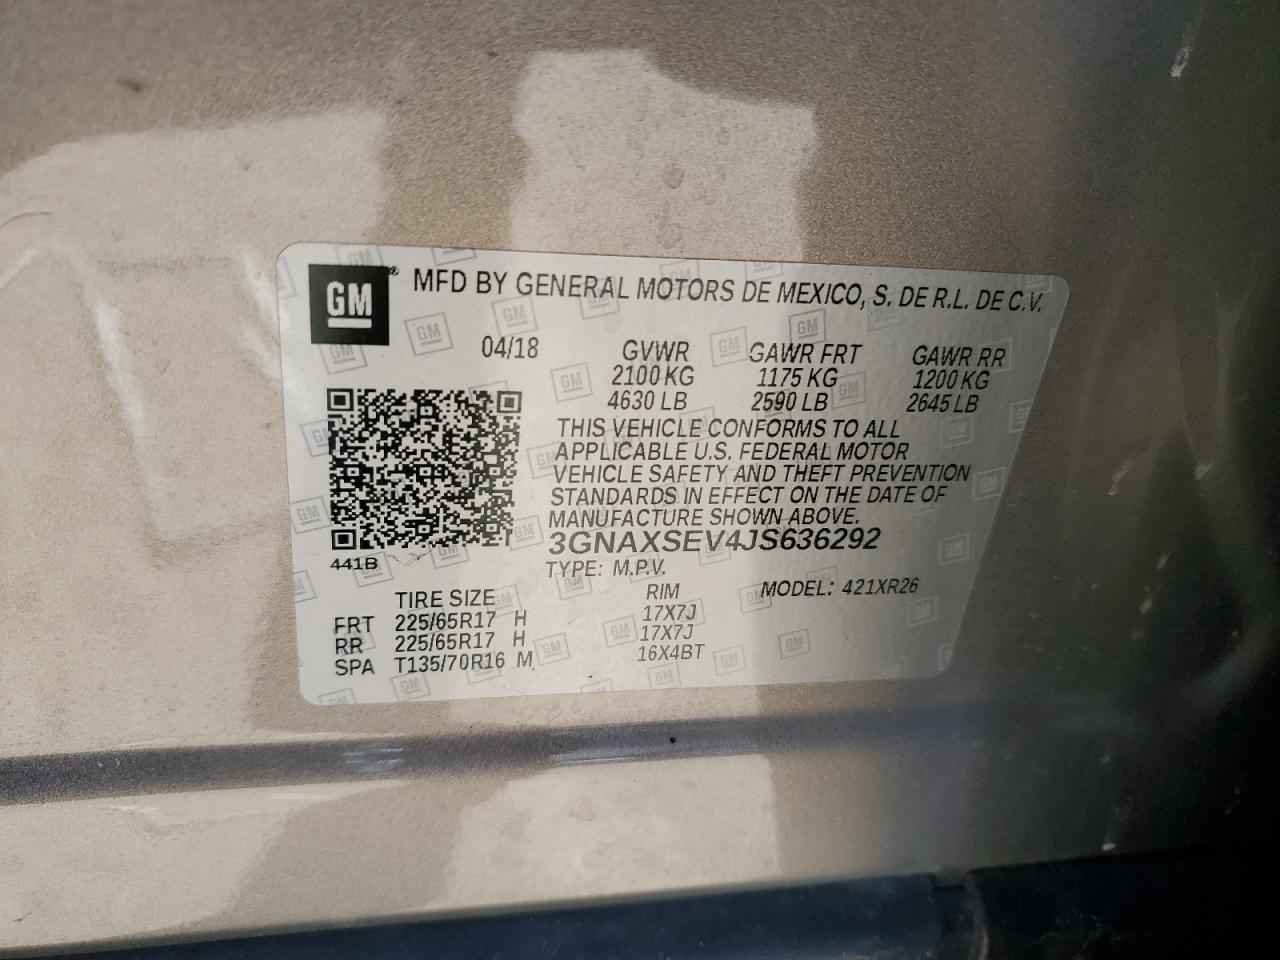 GM
MFD BY GENERAL MOTORS DE MEXICO, S. DE R.L. DE C.V.
04/18 GVWR GAWR FRT GAWR RR
2100 KG 1175 KG 1200 KG
4630 LB 2590 LB 2645 LB
THIS VEHICLE CONFORMS TO ALL
APPLICABLE U.S. FEDERAL MOTOR
VEHICLE SAFETY AND THEFT PREVENTION
STANDARDS IN EFFECT ON THE DATE OF
MANUFACTURE SHOWN ABOVE.
3GNAXSEV4JS636292
441B
TYPE: M.P.V. MODEL: 421XR26
TIRE SIZE RIM
FRT 225/65R17 H 17X7J
RR 225/65R17 H 17X7J
SPA T135/70R16 M 16X4BT